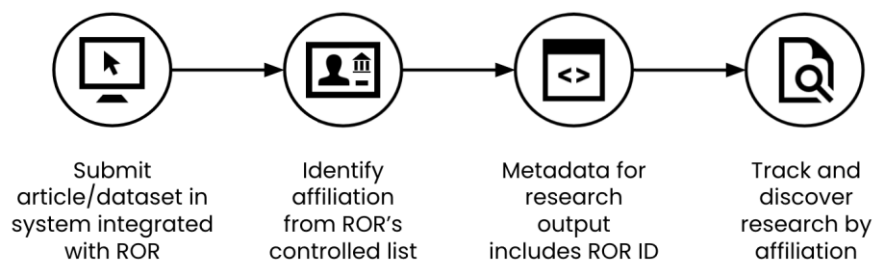 Submit
article/dataset in
system integrated
with ROR
Identify
affiliation
from ROR's
controlled list
<>
Metadata for
research
output
includes ROR ID
Track and
discover
research by
affiliation